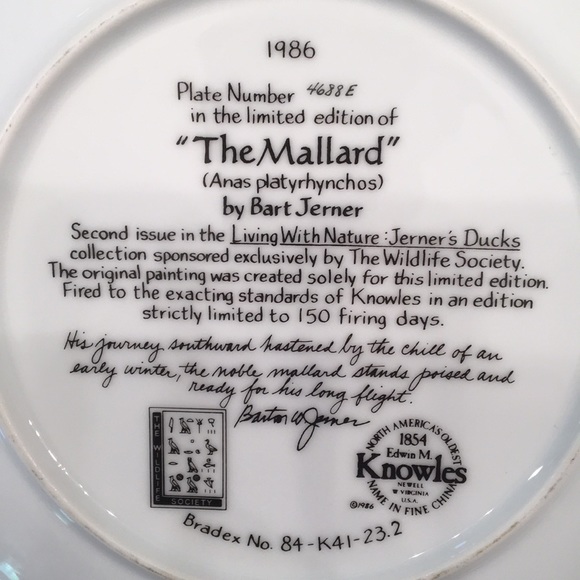 1986
Plate Number 4688E
in the limited edition of
"The Mallard"
(Anas platyrhynchos)
by Bart Jerner
Second issue in the Living With Nature: Jerner's Ducks
collection sponsored exclusively by The Wildlife Society.
The original painting was created solely for this limited edition.
Fired to the exacting standards of Knowles in an edition
strictly limited to 150 firing days.
His journey southward hastened by the chill of an
early winter, the noble mallard stands poised and
ready for his long flight.
Barton W Jerner
THE WILDLIFE
SOCIETY
NORTH AMERICA'S OLDEST
1854
Edwin M.
Knowles
NEWELL
W VIRGINIA
U.S.A.
NAME IN FINE CHINA
©1986
Bradex No. 84-K41-23.2